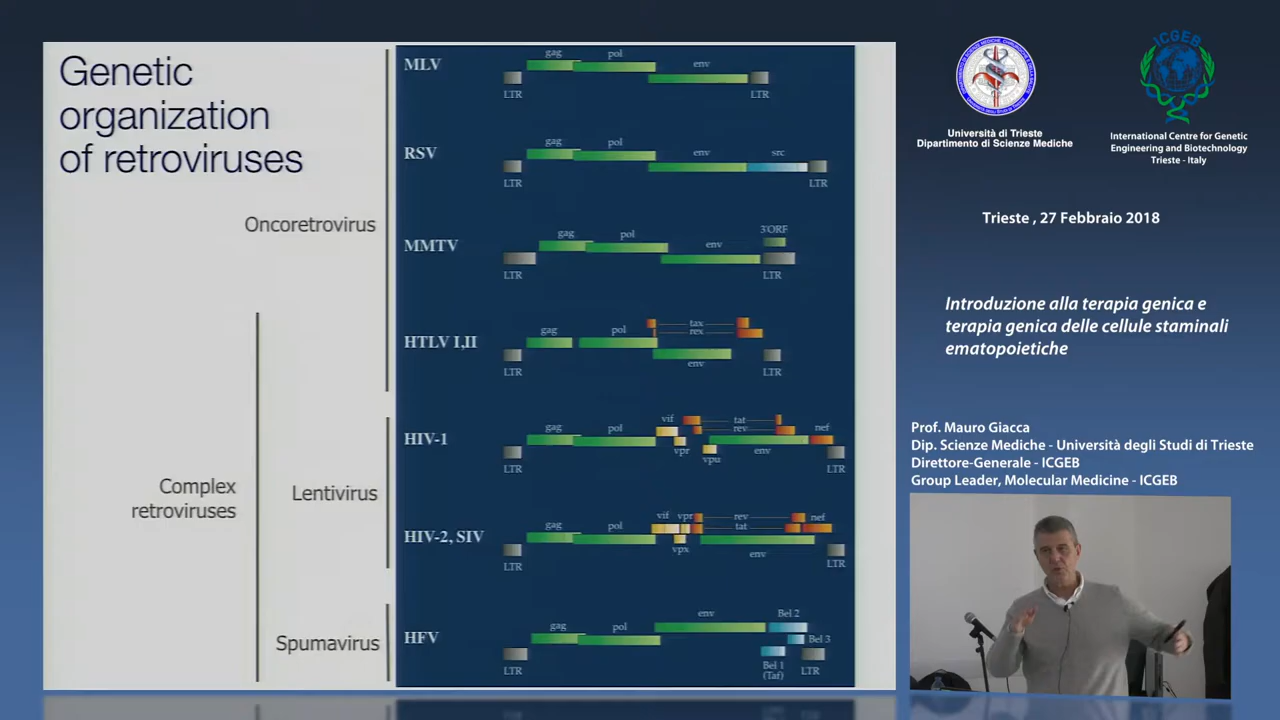 Genetic
organization
of retroviruses
Oncoretrovirus
Complex
retroviruses
Lentivirus
Spumavirus
MLV
gag
pol
env
LTR
LTR
RSV
gag
pol
env
src
LTR
LTR
MMTV
gag
pol
env
3'ORF
LTR
LTR
HTLV I,II
gag
pol
tax
rex
env
LTR
LTR
HIV-1
gag
pol
vif
tat
rev
nef
vpr
vpu
env
LTR
LTR
HIV-2, SIV
gag
pol
vif
vpr
rev
tat
nef
vpx
env
LTR
LTR
HFV
gag
pol
env
Bel 2
Bel 3
Bel 1
(Taf)
LTR
LTR
Università di Trieste
Dipartimento di Scienze Mediche
ICGEB
International Centre for Genetic
Engineering and Biotechnology
Trieste - Italy
Trieste , 27 Febbraio 2018
Introduzione alla terapia genica e
terapia genica delle cellule staminali
ematopoietiche
Prof. Mauro Giacca
Dip. Scienze Mediche - Università degli Studi di Trieste
Direttore-Generale - ICGEB
Group Leader, Molecular Medicine - ICGEB